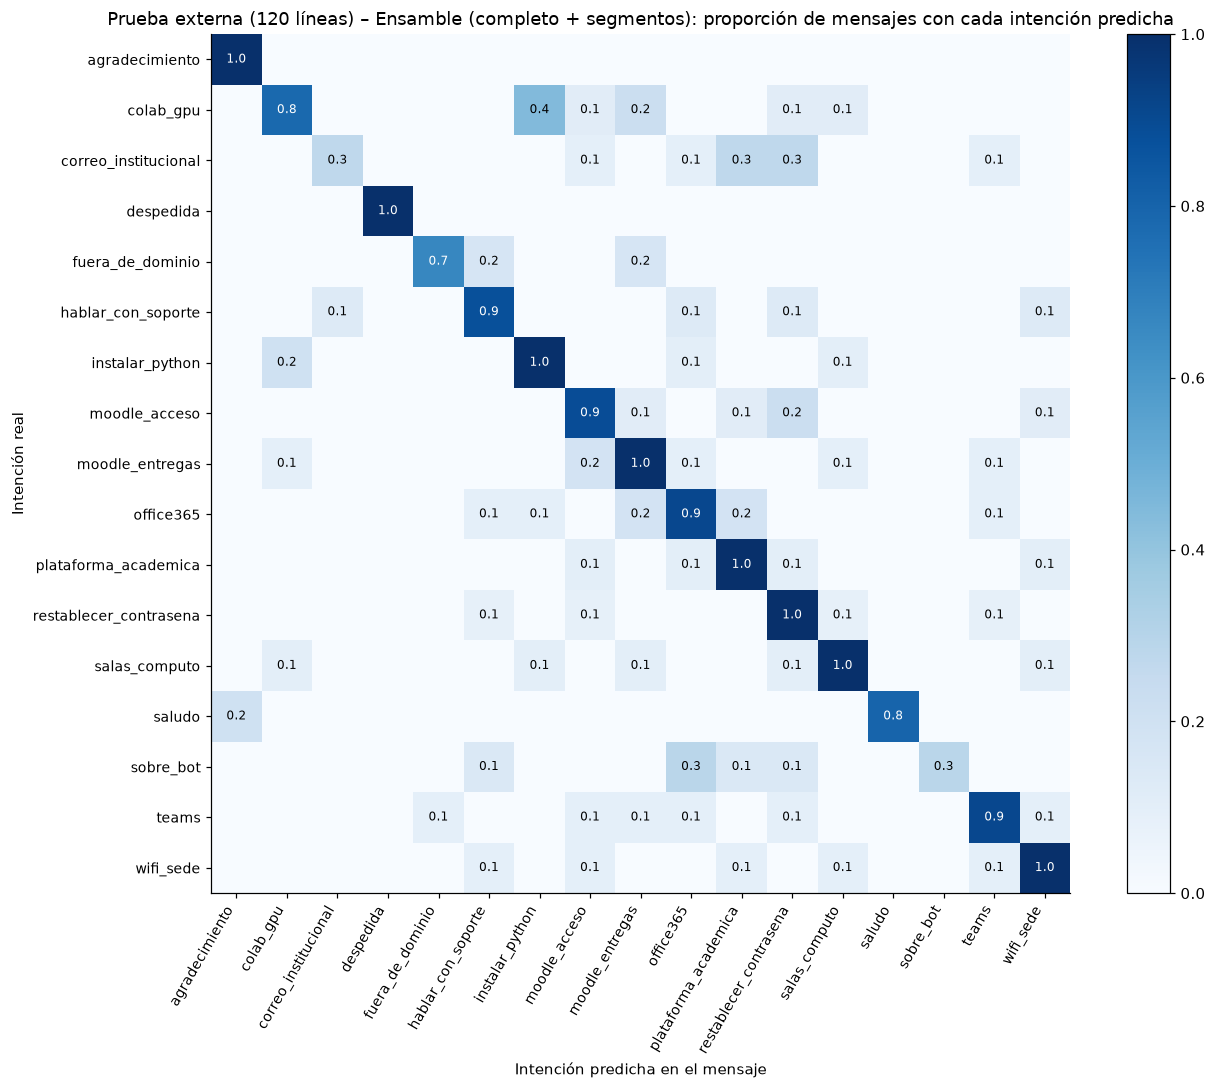 Prueba externa (120 líneas) – Ensamble (completo + segmentos): proporción de mensajes con cada intención predicha
Intención real
agradecimiento 1.0
colab_gpu 0.8 0.4 0.1 0.2 0.1 0.1
correo_institucional 0.3 0.1 0.1 0.3 0.3 0.1
despedida 1.0
fuera_de_dominio 0.7 0.2 0.2
hablar_con_soporte 0.1 0.9 0.1 0.1 0.1
instalar_python 0.2 1.0 0.1 0.1
moodle_acceso 0.9 0.1 0.1 0.2 0.1
moodle_entregas 0.1 0.2 1.0 0.1 0.1 0.1
office365 0.1 0.1 0.2 0.9 0.2 0.1
plataforma_academica 0.1 0.1 1.0 0.1 0.1
restablecer_contrasena 0.1 0.1 1.0 0.1 0.1
salas_computo 0.1 0.1 0.1 0.1 1.0 0.1
saludo 0.2 0.8
sobre_bot 0.1 0.3 0.1 0.1 0.3
teams 0.1 0.1 0.1 0.1 0.1 0.9 0.1
wifi_sede 0.1 0.1 0.1 0.1 0.1 1.0
agradecimiento
colab_gpu
correo_institucional
despedida
fuera_de_dominio
hablar_con_soporte
instalar_python
moodle_acceso
moodle_entregas
office365
plataforma_academica
restablecer_contrasena
salas_computo
saludo
sobre_bot
teams
wifi_sede
Intención predicha en el mensaje
1.0
0.8
0.6
0.4
0.2
0.0